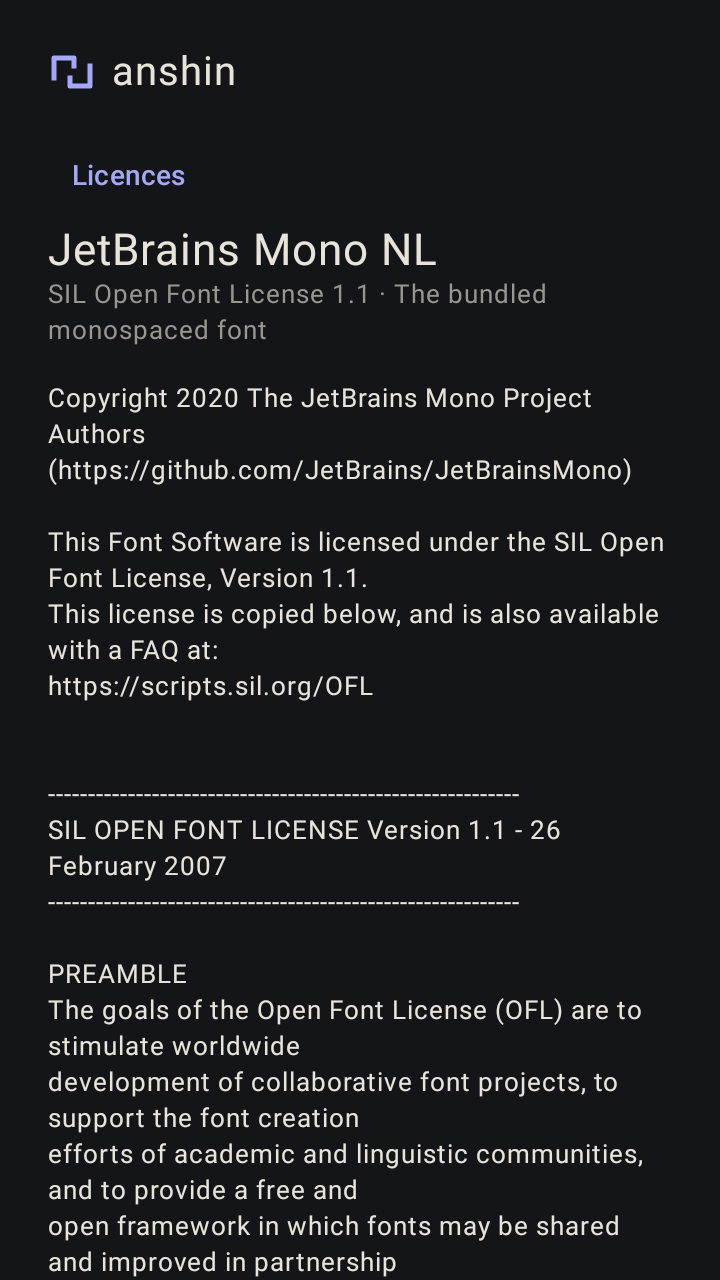 anshin
Licences
JetBrains Mono NL
SIL Open Font License 1.1 · The bundled
monospaced font
Copyright 2020 The JetBrains Mono Project
Authors
(https://github.com/JetBrains/JetBrainsMono)
This Font Software is licensed under the SIL Open
Font License, Version 1.1.
This license is copied below, and is also available
with a FAQ at:
https://scripts.sil.org/OFL
-----------------------------------------------------------
SIL OPEN FONT LICENSE Version 1.1 - 26
February 2007
-----------------------------------------------------------
PREAMBLE
The goals of the Open Font License (OFL) are to
stimulate worldwide
development of collaborative font projects, to
support the font creation
efforts of academic and linguistic communities,
and to provide a free and
open framework in which fonts may be shared
and improved in partnership